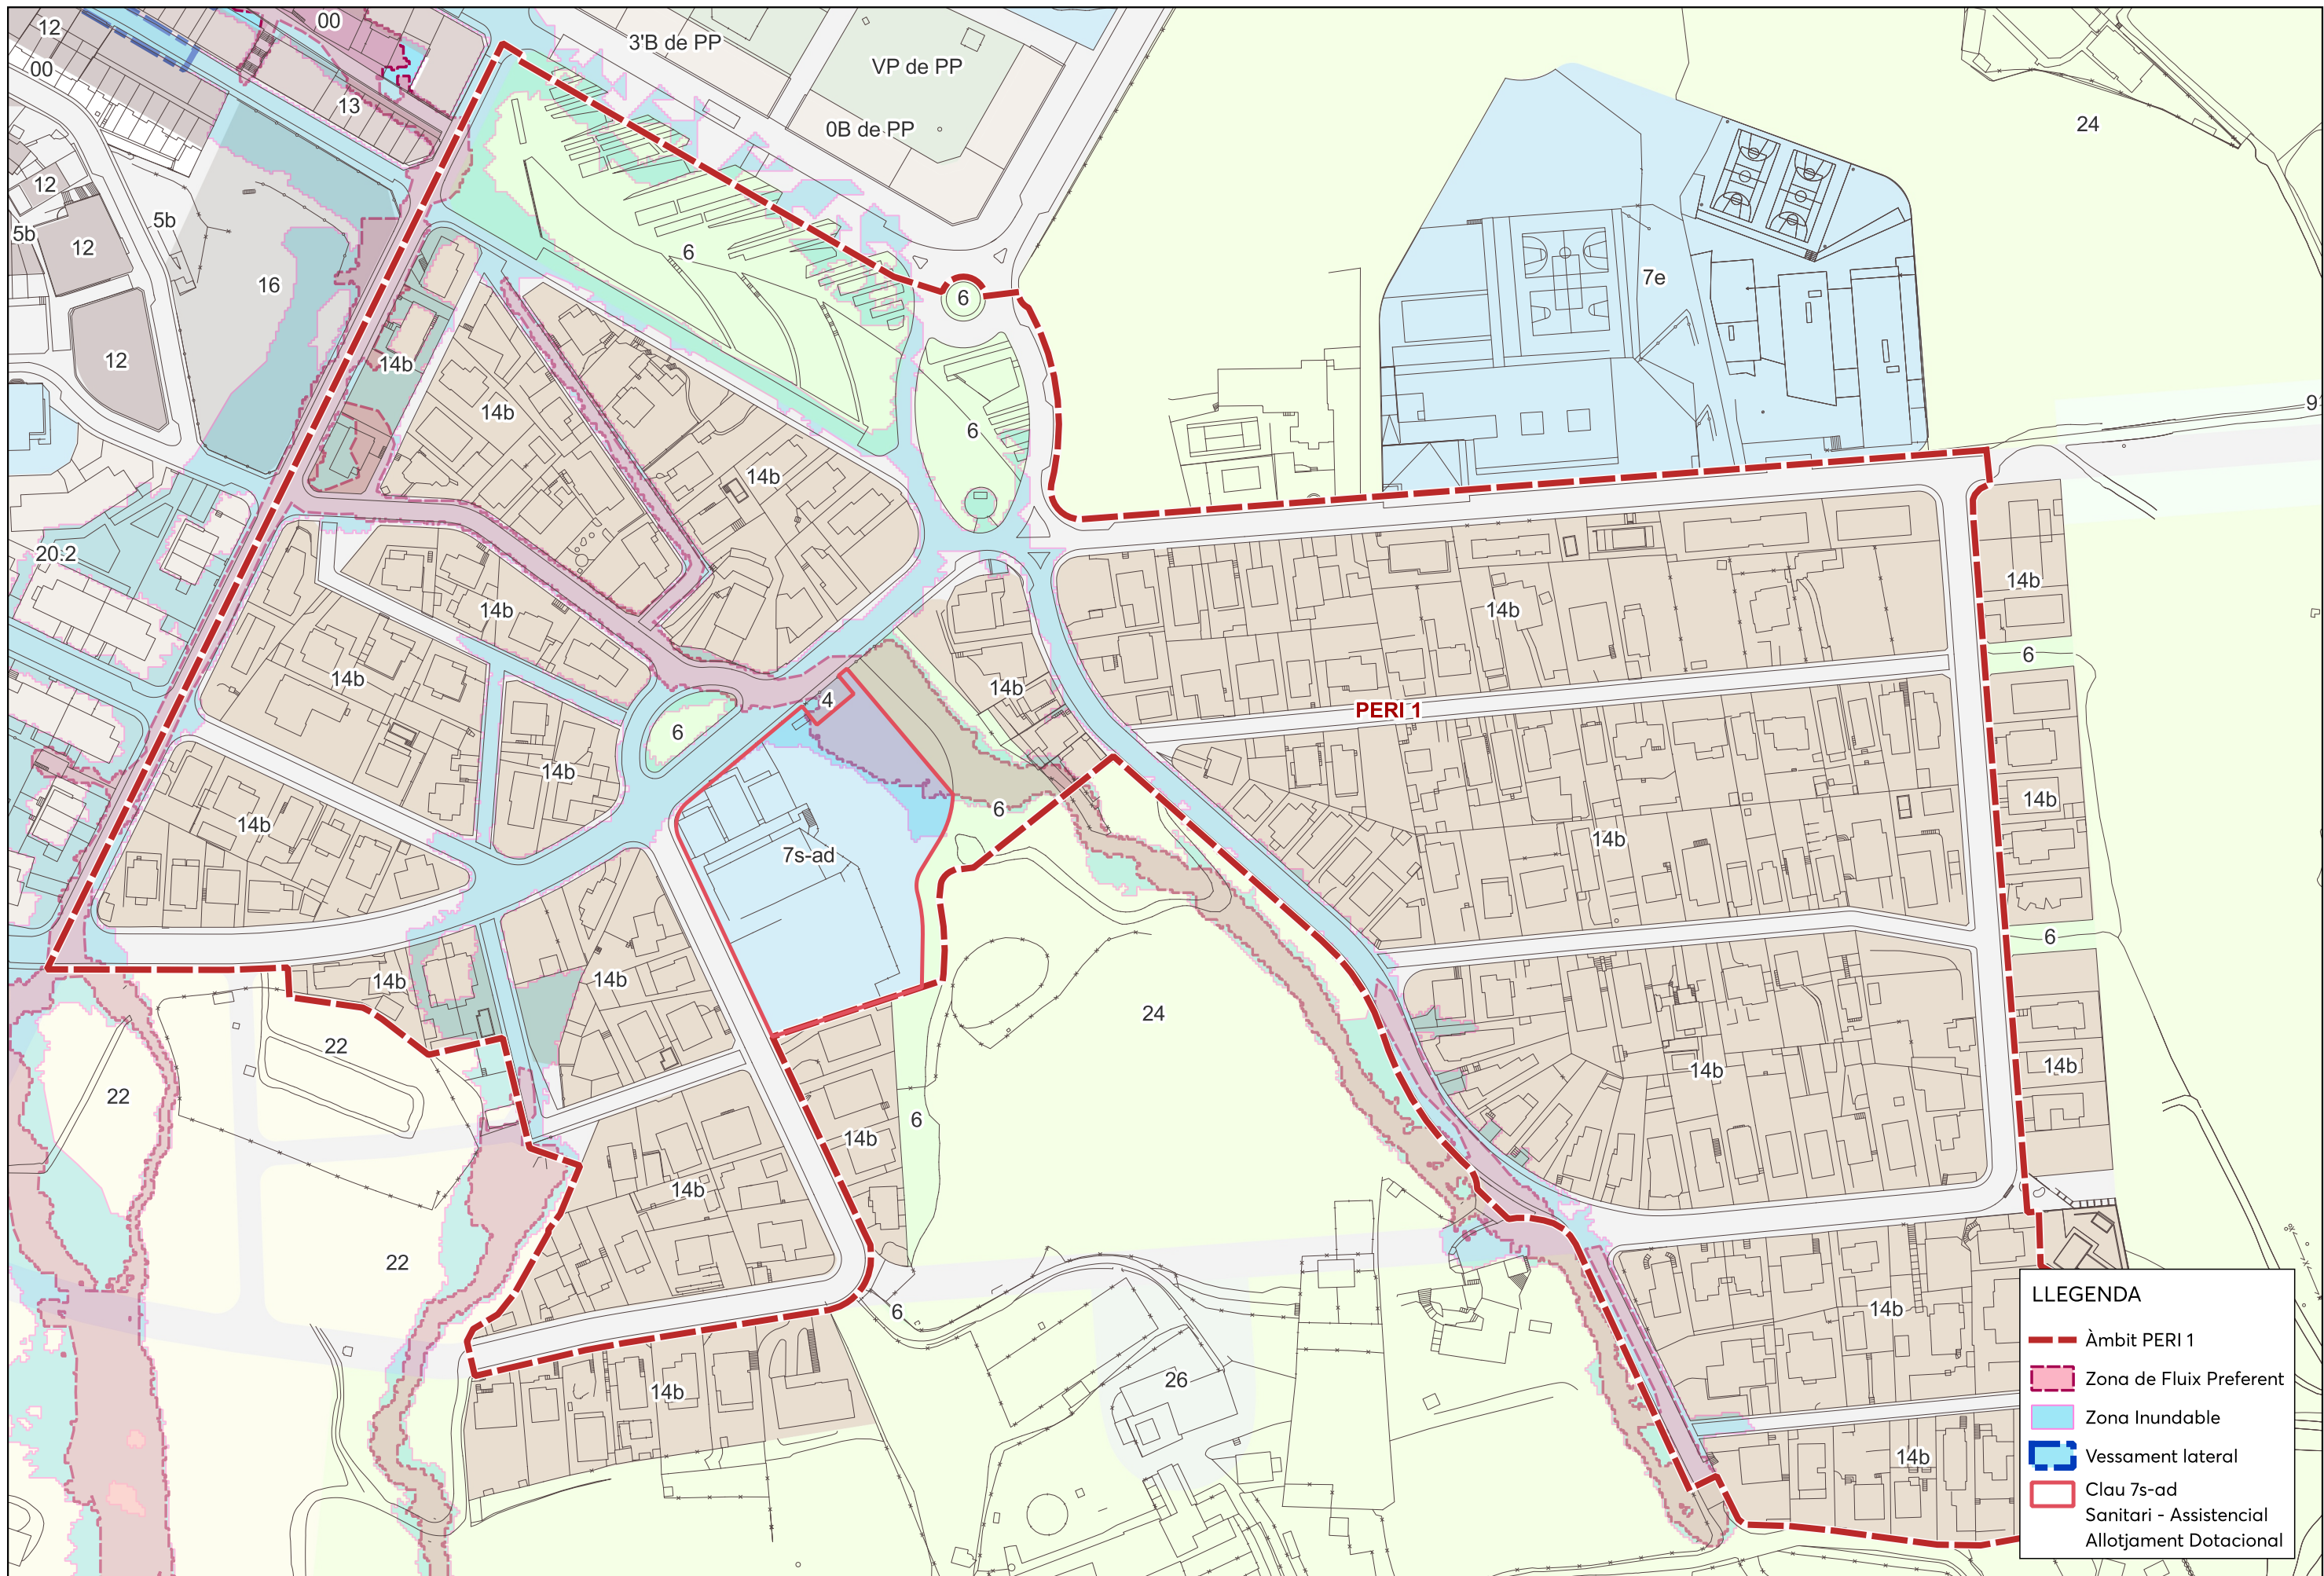 00
12
3'B de PP
VP de PP
00
13
0B de PP
24
12
5b
5b
12
6
16
7e
6
12
14b
14b
9
6
14b
20.2
14b
14b
14b
14b
6
14b
14b
4
PERI 1
6
14b
14b
6
14b
14b
7s-ad
6
14b
14b
24
22
14b
14b
22
6
14b
14b
22
14b
6
26
14b
14b
LLEGENDA
Àmbit PERI 1
Zona de Fluix Preferent
Zona Inundable
Vessament lateral
Clau 7s-ad
Sanitari - Assistencial
Allotjament Dotacional